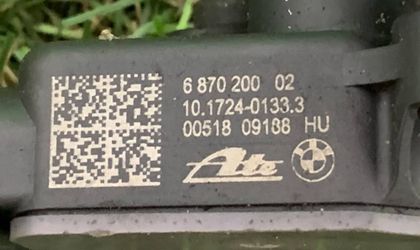 6 870 200 02
10.1724-0133.3
00518 09188 HU
Ate